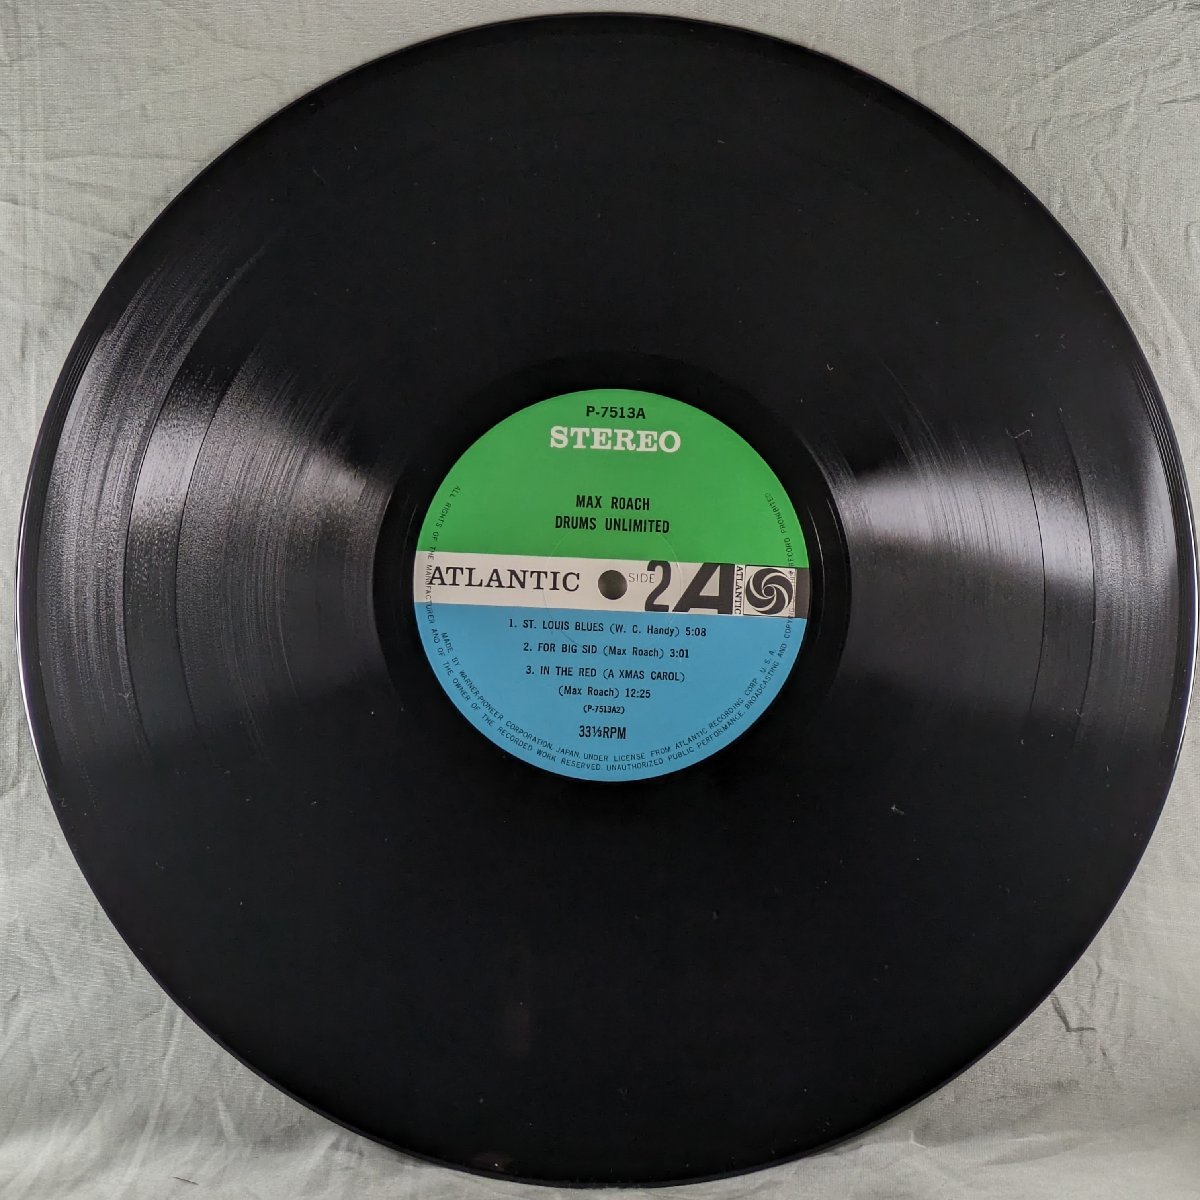 P-7513A
STEREO
MAX ROACH
DRUMS UNLIMITED
ATLANTIC SIDE 2 A ATLANTIC
1. ST. LOUIS BLUES (W. C. Handy) 5:08
2. FOR BIG SID (Max Roach) 3:01
3. IN THE RED (A XMAS CAROL)
(Max Roach) 12:25
(P-7513A2)
33⅓RPM
MADE BY WARNER-PIONEER CORPORATION, JAPAN, UNDER LICENSE FROM ATLANTIC RECORDING CORP. U.S.A.
ALL RIGHTS OF THE MANUFACTURER AND OF THE OWNER OF THE RECORDED WORK RESERVED. UNAUTHORIZED PUBLIC PERFORMANCE, BROADCASTING AND COPYING RECORD PROHIBITED